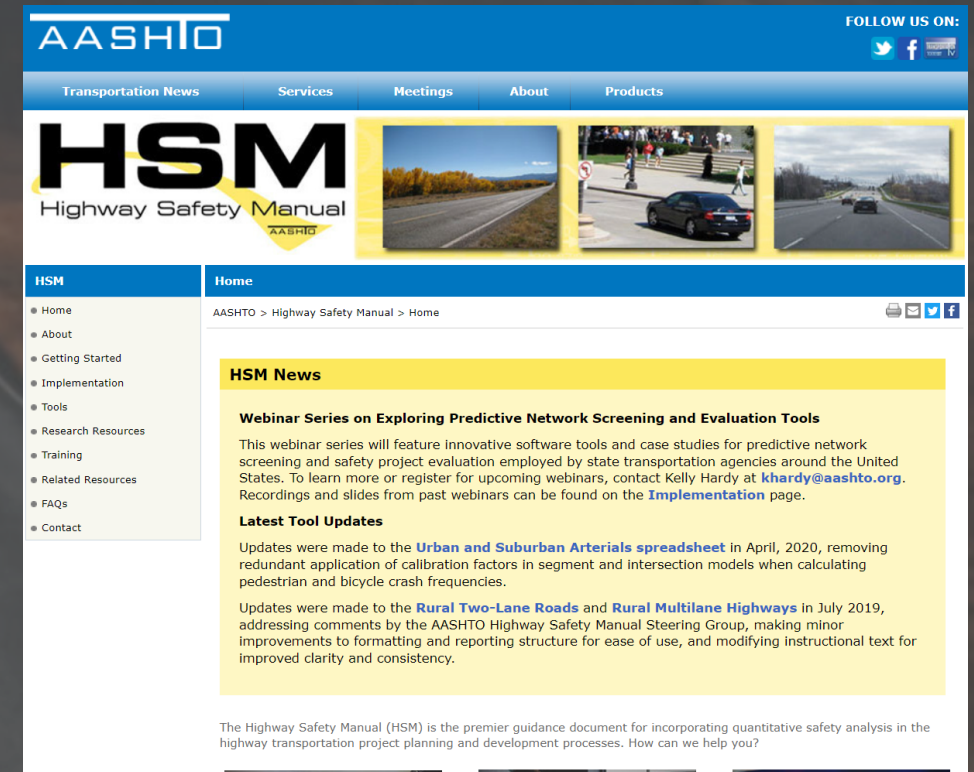 AASHTO
FOLLOW US ON:
Transportation News
Services
Meetings
About
Products
HSM
Highway Safety Manual
AASHTO
HSM
Home
About
Getting Started
Implementation
Tools
Research Resources
Training
Related Resources
FAQs
Contact
Home
AASHTO > Highway Safety Manual > Home
HSM News
Webinar Series on Exploring Predictive Network Screening and Evaluation Tools
This webinar series will feature innovative software tools and case studies for predictive network
screening and safety project evaluation employed by state transportation agencies around the United
States. To learn more or register for upcoming webinars, contact Kelly Hardy at khardy@aashto.org.
Recordings and slides from past webinars can be found on the Implementation page.
Latest Tool Updates
Updates were made to the Urban and Suburban Arterials spreadsheet in April, 2020, removing
redundant application of calibration factors in segment and intersection models when calculating
pedestrian and bicycle crash frequencies.
Updates were made to the Rural Two-Lane Roads and Rural Multilane Highways in July 2019,
addressing comments by the AASHTO Highway Safety Manual Steering Group, making minor
improvements to formatting and reporting structure for ease of use, and modifying instructional text for
improved clarity and consistency.
The Highway Safety Manual (HSM) is the premier guidance document for incorporating quantitative safety analysis in the
highway transportation project planning and development processes. How can we help you?